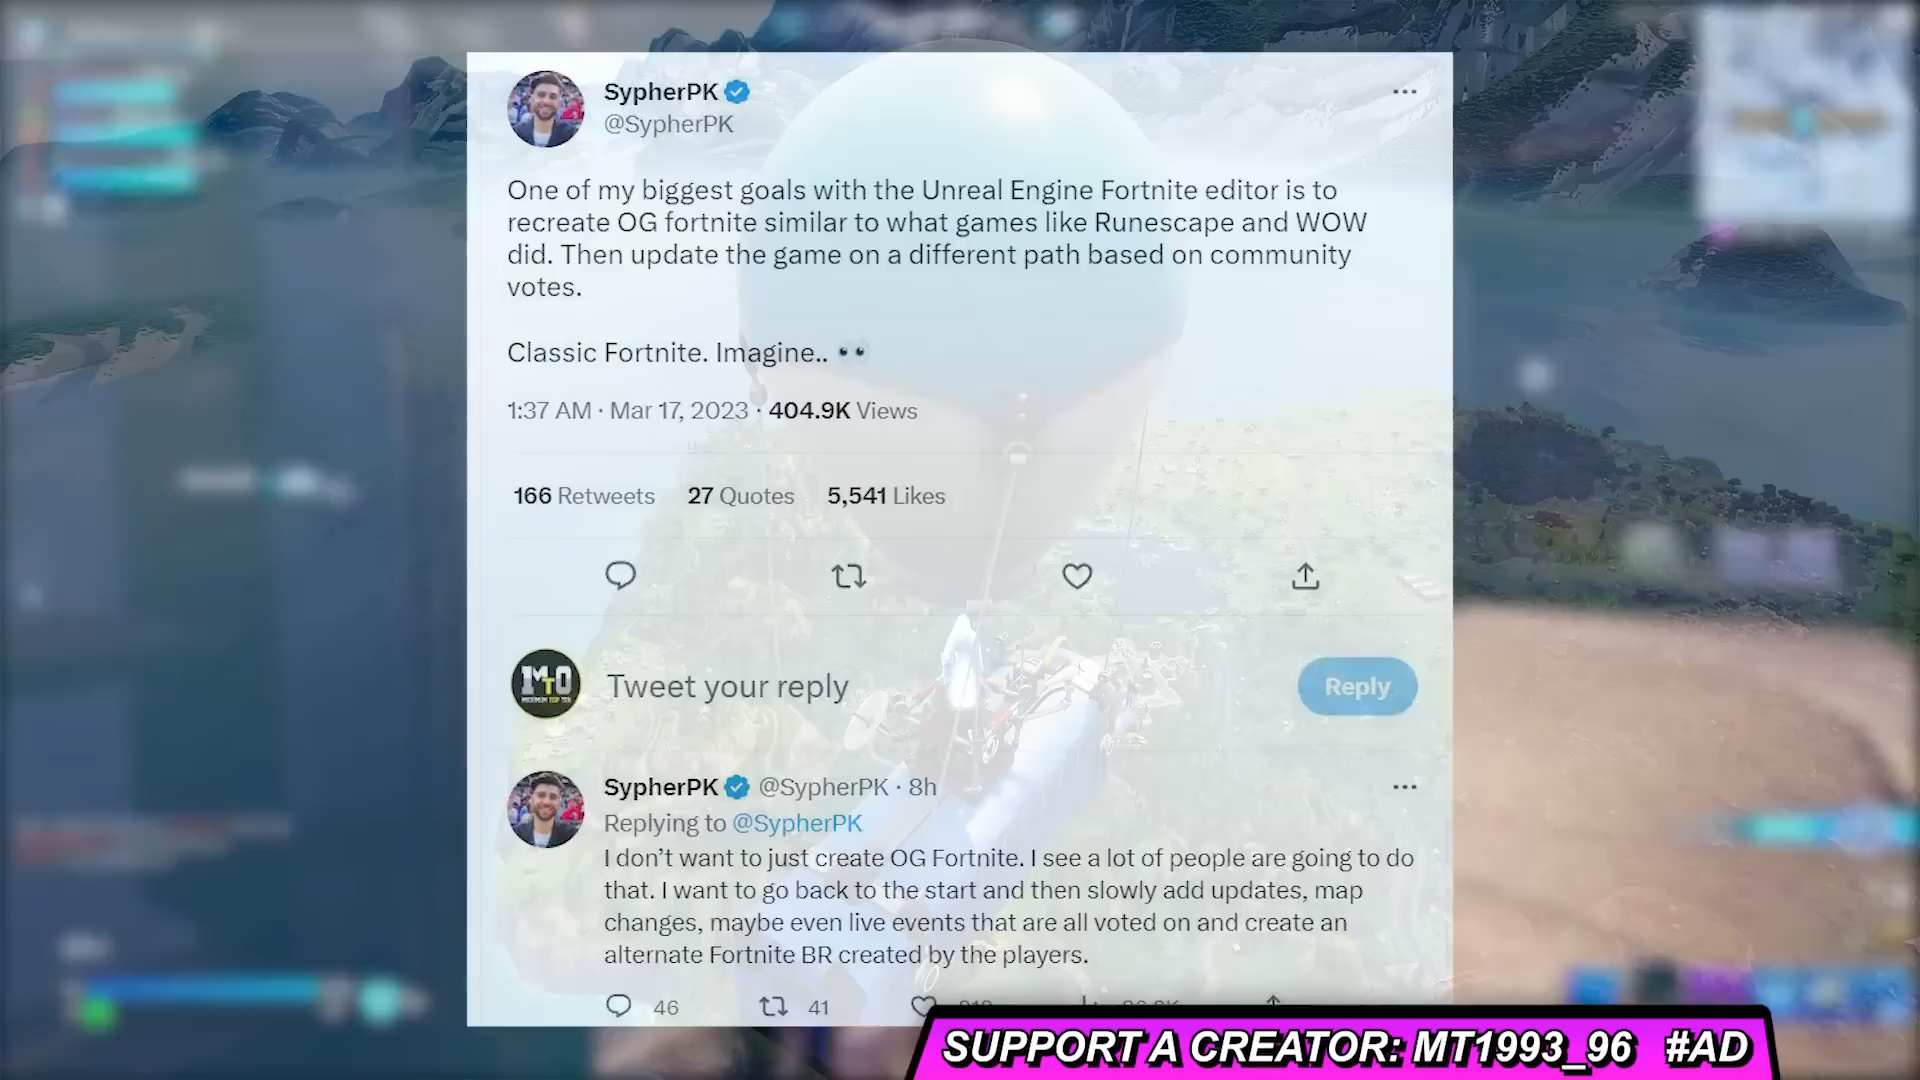 SypherPK
@SypherPK
One of my biggest goals with the Unreal Engine Fortnite editor is to
recreate OG fortnite similar to what games like Runescape and WOW
did. Then update the game on a different path based on community
votes.
Classic Fortnite. Imagine.. 👀
1:37 AM · Mar 17, 2023 · 404.9K Views
166 Retweets 27 Quotes 5,541 Likes
MTO
Tweet your reply
Reply
SypherPK @SypherPK · 8h
Replying to @SypherPK
I don’t want to just create OG Fortnite. I see a lot of people are going to do
that. I want to go back to the start and then slowly add updates, map
changes, maybe even live events that are all voted on and create an
alternate Fortnite BR created by the players.
46 41
SUPPORT A CREATOR: MT1993_96 #AD